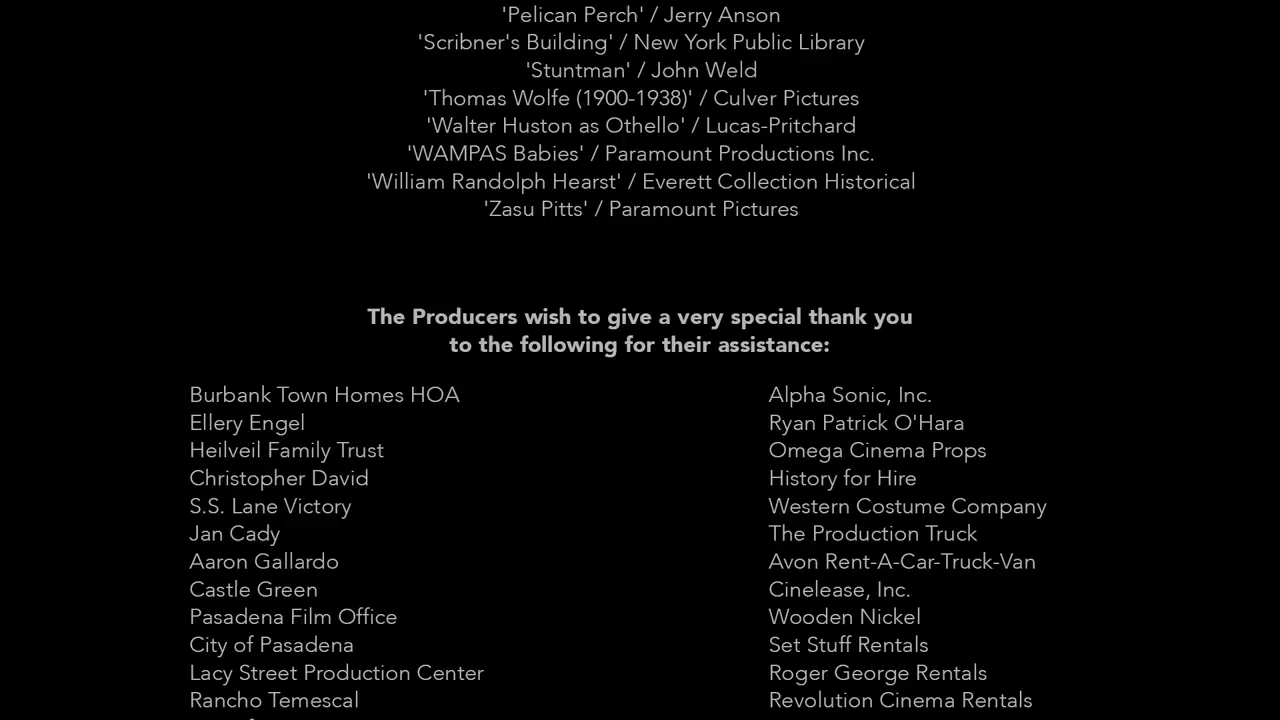 'Pelican Perch' / Jerry Anson
'Scribner's Building' / New York Public Library
'Stuntman' / John Weld
'Thomas Wolfe (1900-1938)' / Culver Pictures
'Walter Huston as Othello' / Lucas-Pritchard
'WAMPAS Babies' / Paramount Productions Inc.
'William Randolph Hearst' / Everett Collection Historical
'Zasu Pitts' / Paramount Pictures
The Producers wish to give a very special thank you
to the following for their assistance:
Burbank Town Homes HOA
Ellery Engel
Heilveil Family Trust
Christopher David
S.S. Lane Victory
Jan Cady
Aaron Gallardo
Castle Green
Pasadena Film Office
City of Pasadena
Lacy Street Production Center
Rancho Temescal
Alpha Sonic, Inc.
Ryan Patrick O'Hara
Omega Cinema Props
History for Hire
Western Costume Company
The Production Truck
Avon Rent-A-Car-Truck-Van
Cinelease, Inc.
Wooden Nickel
Set Stuff Rentals
Roger George Rentals
Revolution Cinema Rentals